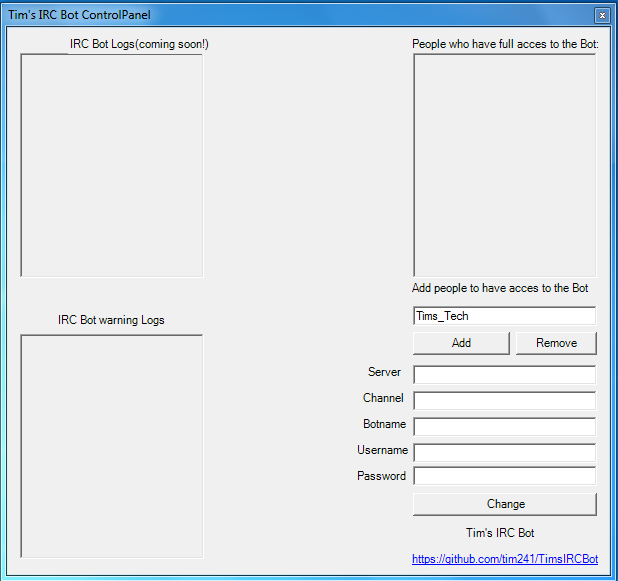 Tim's IRC Bot ControlPanel
IRC Bot Logs(coming soon!)
People who have full acces to the Bot:
Add people to have acces to the Bot
IRC Bot warning Logs
Tims_Tech
Add Remove
Server
Channel
Botname
Username
Password
Change
Tim's IRC Bot
https://github.com/tim241/TimsIRCBot